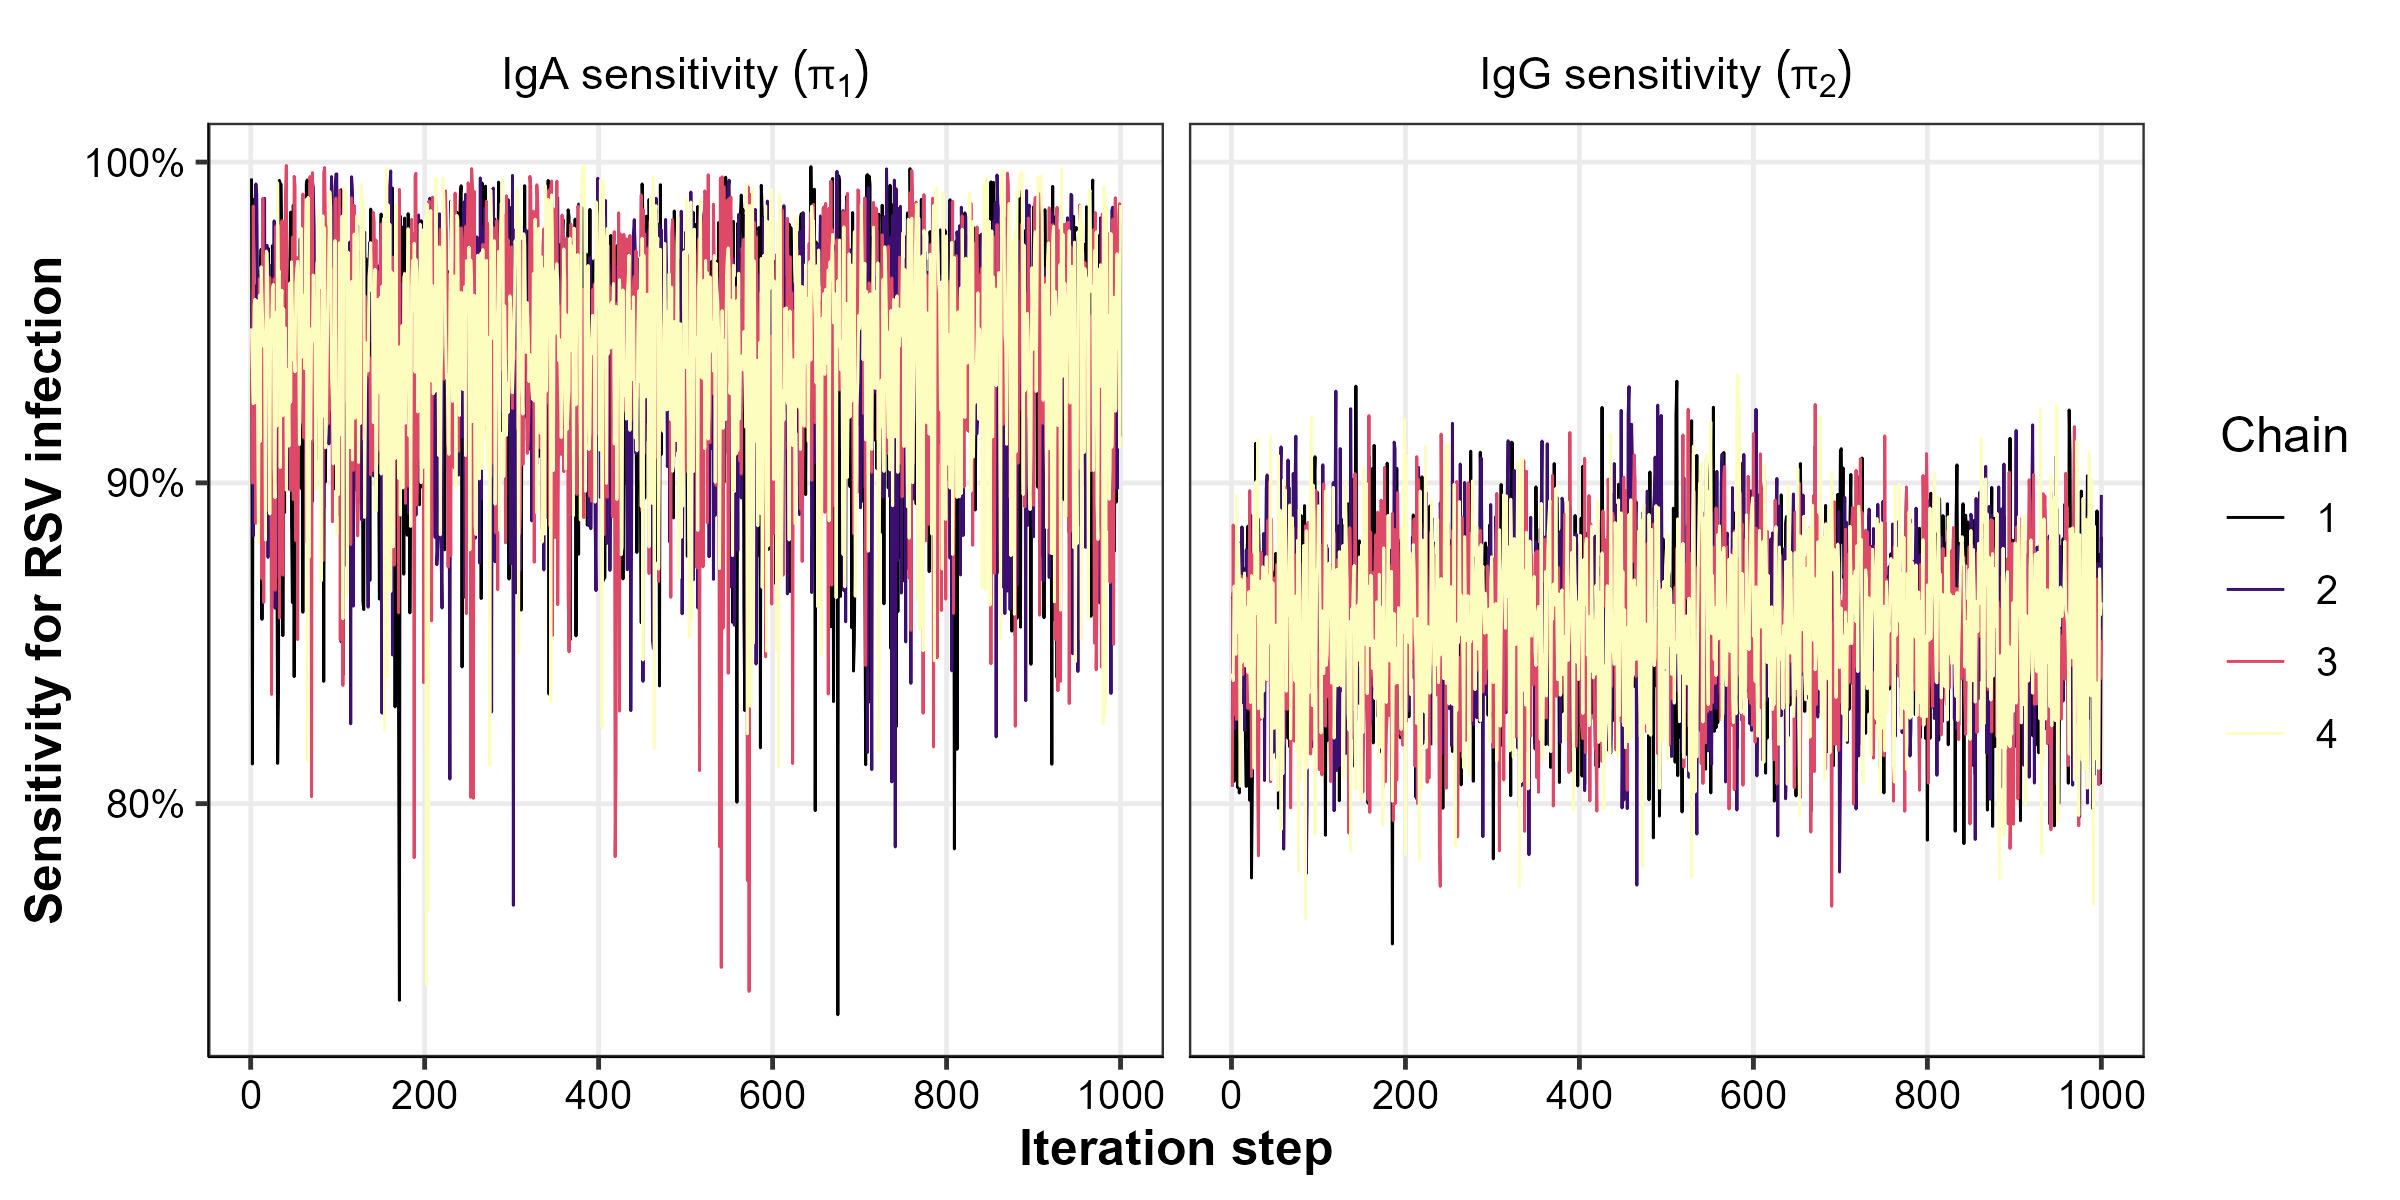 IgA sensitivity (π₁)
IgG sensitivity (π₂)
Sensitivity for RSV infection
100%
90%
80%
0 200 400 600 800 1000
0 200 400 600 800 1000
Iteration step
Chain
1
2
3
4